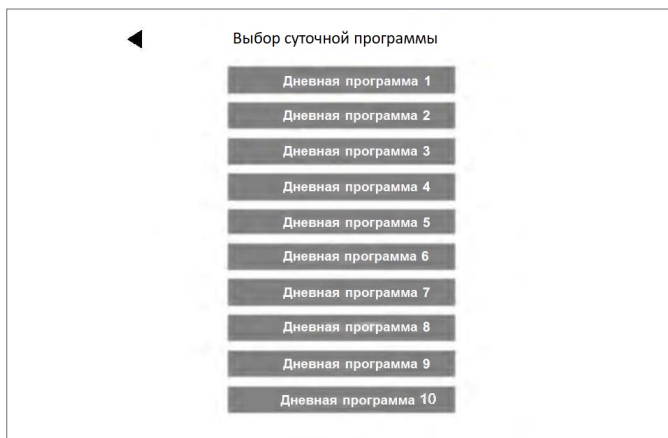 Выбор суточной программы
Дневная программа 1
Дневная программа 2
Дневная программа 3
Дневная программа 4
Дневная программа 5
Дневная программа 6
Дневная программа 7
Дневная программа 8
Дневная программа 9
Дневная программа 10